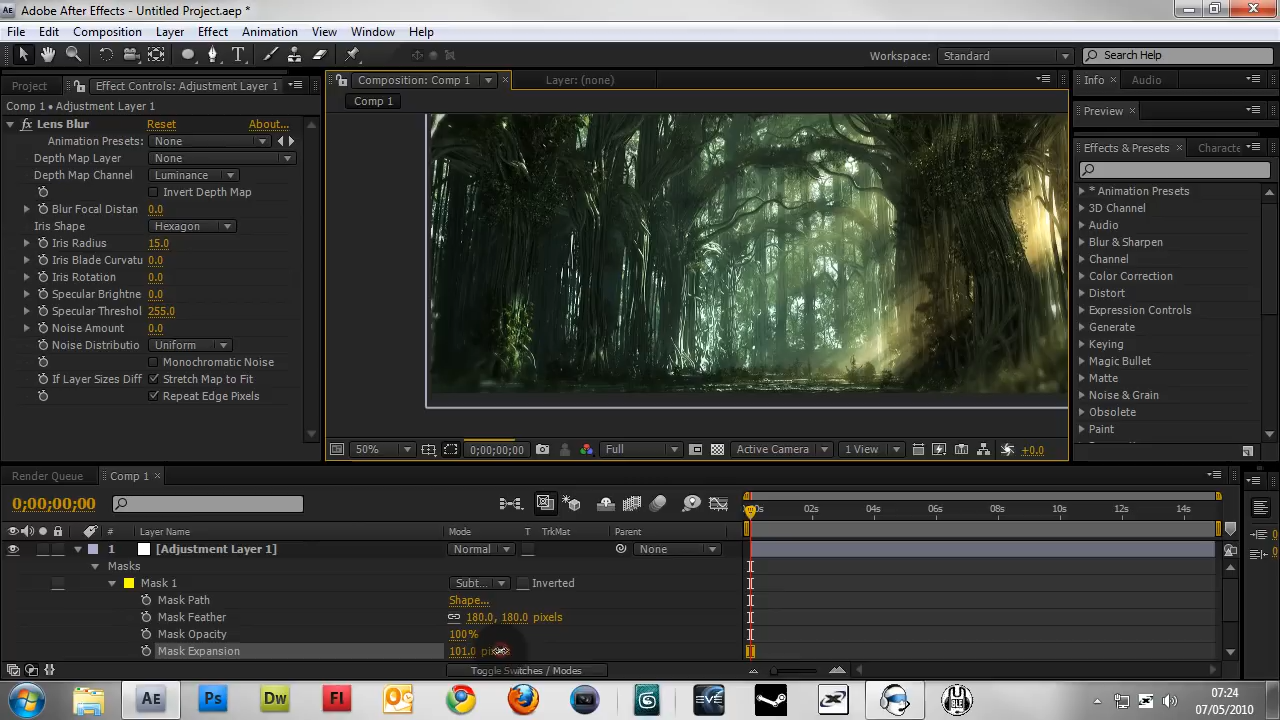 AE Adobe After Effects - Untitled Project.aep *
File Edit Composition Layer Effect Animation View Window Help
T Workspace: Standard Search Help
Project Effect Controls: Adjustment Layer 1 Composition: Comp 1 Layer: (none) Info Audio
Comp 1 • Adjustment Layer 1 Comp 1 Preview
fx Lens Blur Reset About...
Animation Presets: None Effects & Presets Characte
Depth Map Layer None
Depth Map Channel Luminance * Animation Presets
Invert Depth Map 3D Channel
Blur Focal Distan 0.0 Audio
Iris Shape Hexagon Blur & Sharpen
Iris Radius 15.0 Channel
Iris Blade Curvatu 0.0 Color Correction
Iris Rotation 0.0 Distort
Specular Brightne 0.0 Expression Controls
Specular Threshol 255.0 Generate
Noise Amount 0.0 Keying
Noise Distributio Uniform Magic Bullet
Monochromatic Noise Matte
If Layer Sizes Diff Stretch Map to Fit Noise & Grain
Repeat Edge Pixels Obsolete
Paint
50% 0;00;00;00 Full Active Camera 1 View +0.0
Render Queue Comp 1
0;00;00;00
02s 04s 06s 08s 10s 12s 14s
# Layer Name Mode T TrkMat Parent
1 [Adjustment Layer 1] Normal None
Masks
Mask 1 Subt... Inverted
Mask Path Shape...
Mask Feather 180.0, 180.0 pixels
Mask Opacity 100%
Mask Expansion 101.0
Toggle Switches / Modes
Ae Ps Dw Fl EVE 07:24
07/05/2010